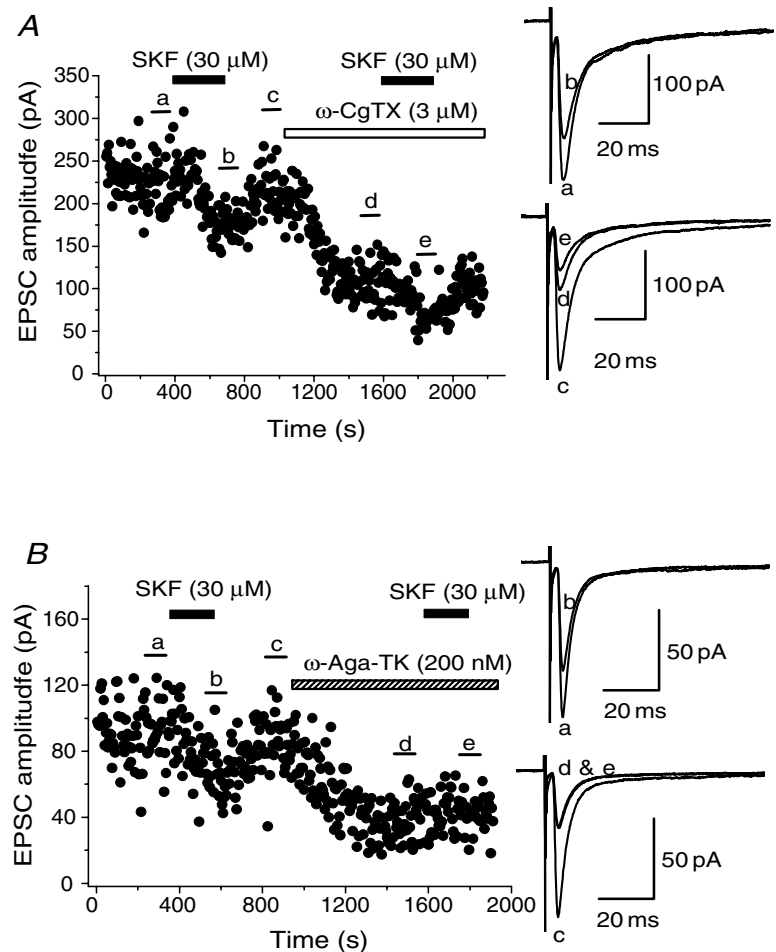 A
SKF (30 μM)
SKF (30 μM)
ω-CgTX (3 μM)
a
b
c
d
e
EPSC amplitudfe (pA)
350
300
250
200
150
100
50
0
0 400 800 1200 1600 2000
Time (s)
b
a
100 pA
20 ms
e
d
c
100 pA
20 ms
B
SKF (30 μM)
SKF (30 μM)
ω-Aga-TK (200 nM)
a
b
c
d
e
EPSC amplitudfe (pA)
160
120
80
40
0
0 400 800 1200 1600 2000
Time (s)
b
a
50 pA
20 ms
d & e
c
50 pA
20 ms